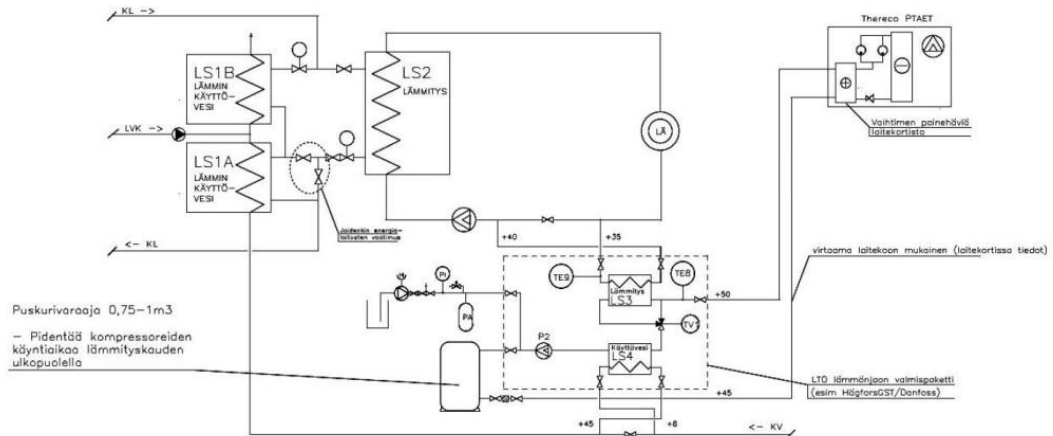 KL ->
Thereco PTAET
LS1B
LÄMMIN
KÄYTTÖ-
VESI
LS2
LÄMMITYS
LÄ
Vaihtimen painehäviö
laitekortista
LVK ->
LS1A
LÄMMIN
KÄYTTÖ-
VESI
Joidenkin energia-
laitosten vaatimus
<- KL
+40
+35
virtaama laitekoon mukainen (laitekortissa tiedot)
TE9
TE8
Lämmitys
LS3
+50
PI
PA
TV1
Puskurivaraaja 0,75-1m3
- Pidentää kompressoreiden
käyntiaikaa lämmityskauden
ulkopuolella
P2
Käyttövesi
LS4
LTO lämmönjaon valmispaketti
(esim HögforsGST/Danfoss)
+45
+45
+8
<- KV